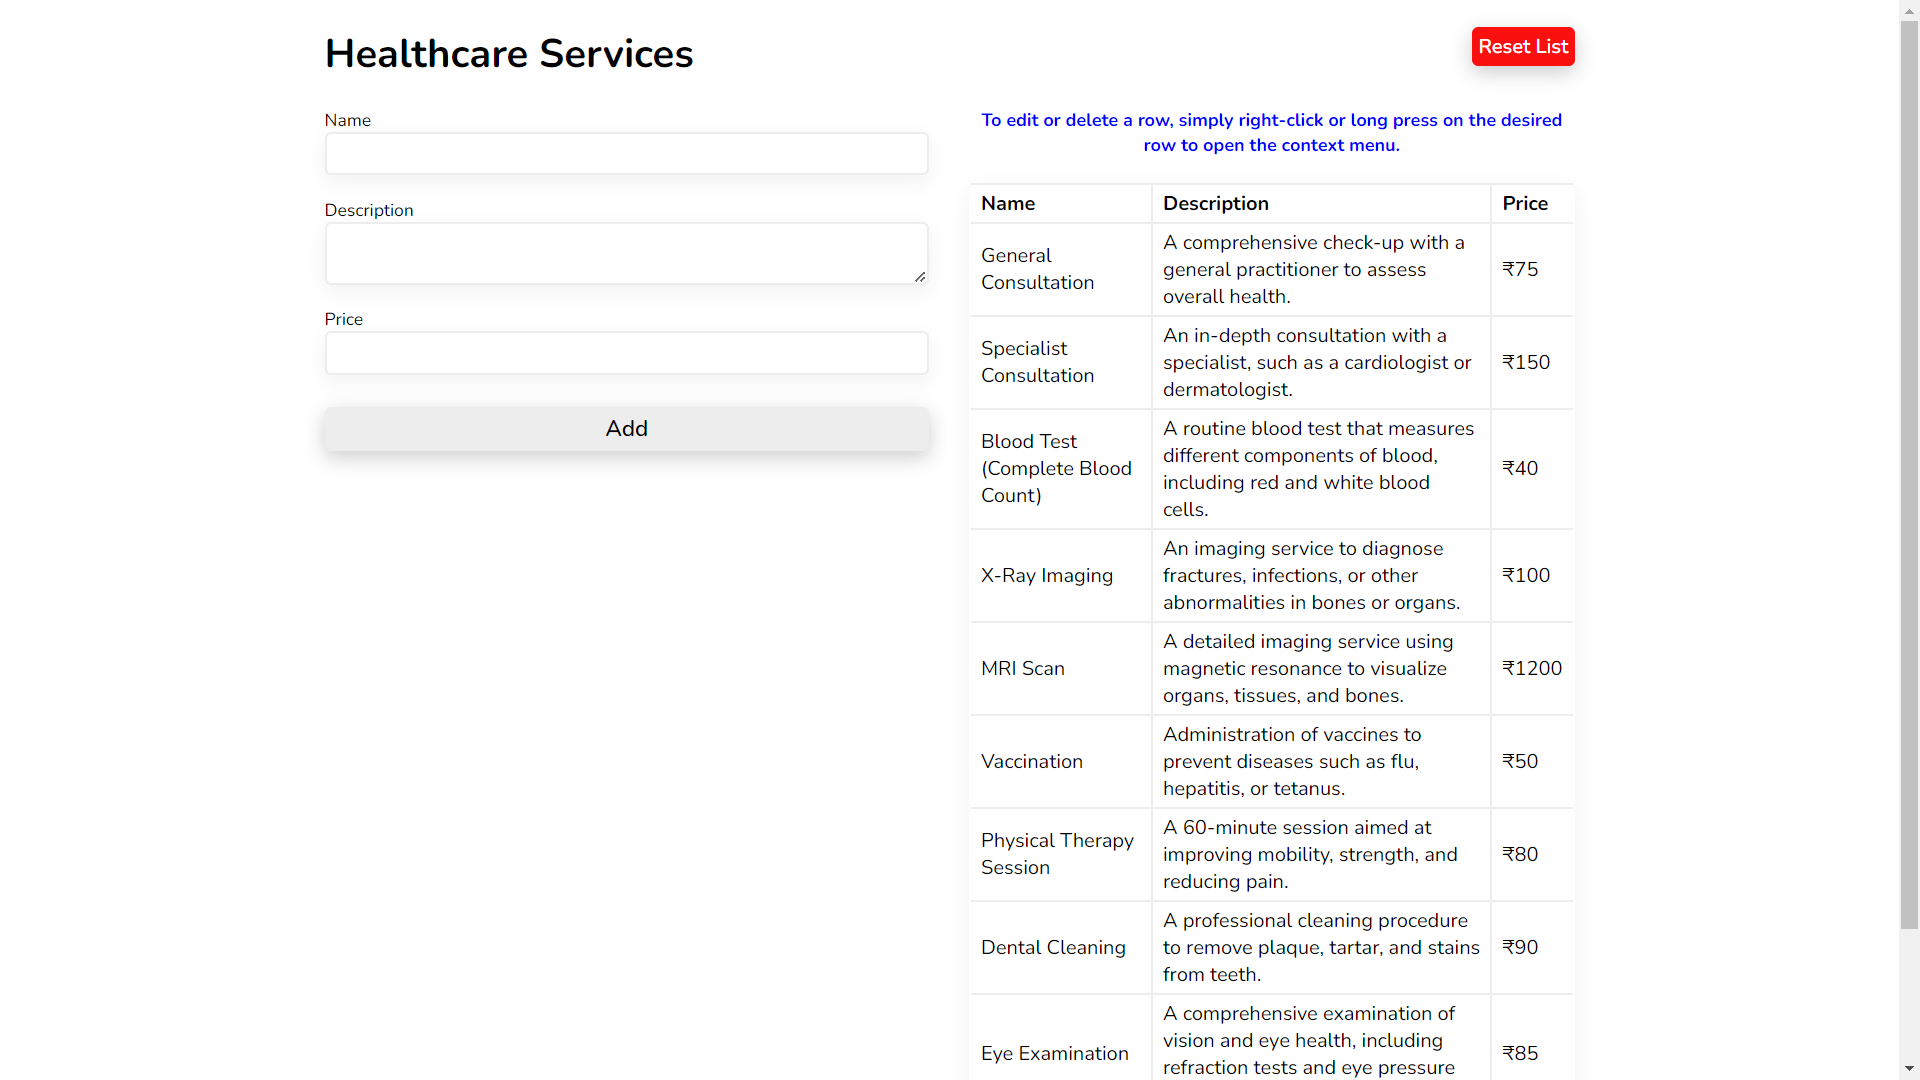 Healthcare Services
Reset List
Name
Description
Price
Add
To edit or delete a row, simply right-click or long press on the desired
row to open the context menu.
Name Description Price
General
Consultation
A comprehensive check-up with a
general practitioner to assess
overall health.
₹75
Specialist
Consultation
An in-depth consultation with a
specialist, such as a cardiologist or
dermatologist.
₹150
Blood Test
(Complete Blood
Count)
A routine blood test that measures
different components of blood,
including red and white blood
cells.
₹40
X-Ray Imaging
An imaging service to diagnose
fractures, infections, or other
abnormalities in bones or organs.
₹100
MRI Scan
A detailed imaging service using
magnetic resonance to visualize
organs, tissues, and bones.
₹1200
Vaccination
Administration of vaccines to
prevent diseases such as flu,
hepatitis, or tetanus.
₹50
Physical Therapy
Session
A 60-minute session aimed at
improving mobility, strength, and
reducing pain.
₹80
Dental Cleaning
A professional cleaning procedure
to remove plaque, tartar, and stains
from teeth.
₹90
Eye Examination
A comprehensive examination of
vision and eye health, including
refraction tests and eye pressure
₹85